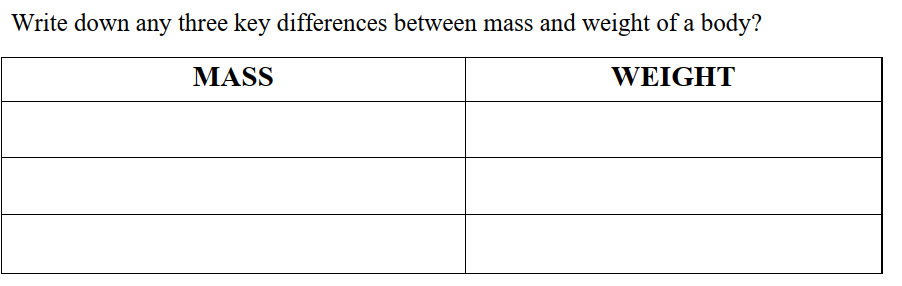 Write down any three key differences between mass and weight of a body?
MASS WEIGHT